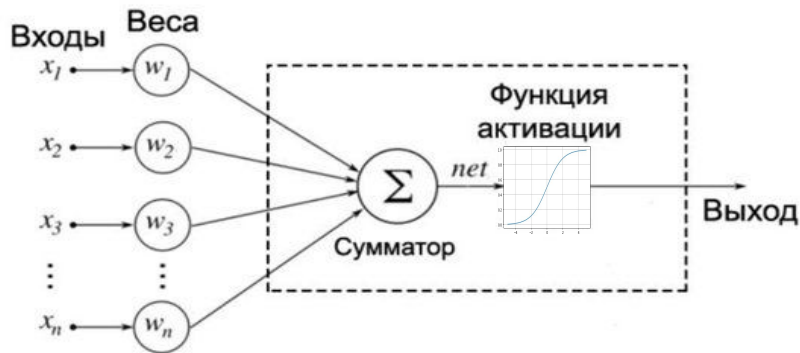 Входы
Веса
x1
w1
x2
w2
x3
w3
xn
wn
Σ
Сумматор
net
Функция
активации
Выход